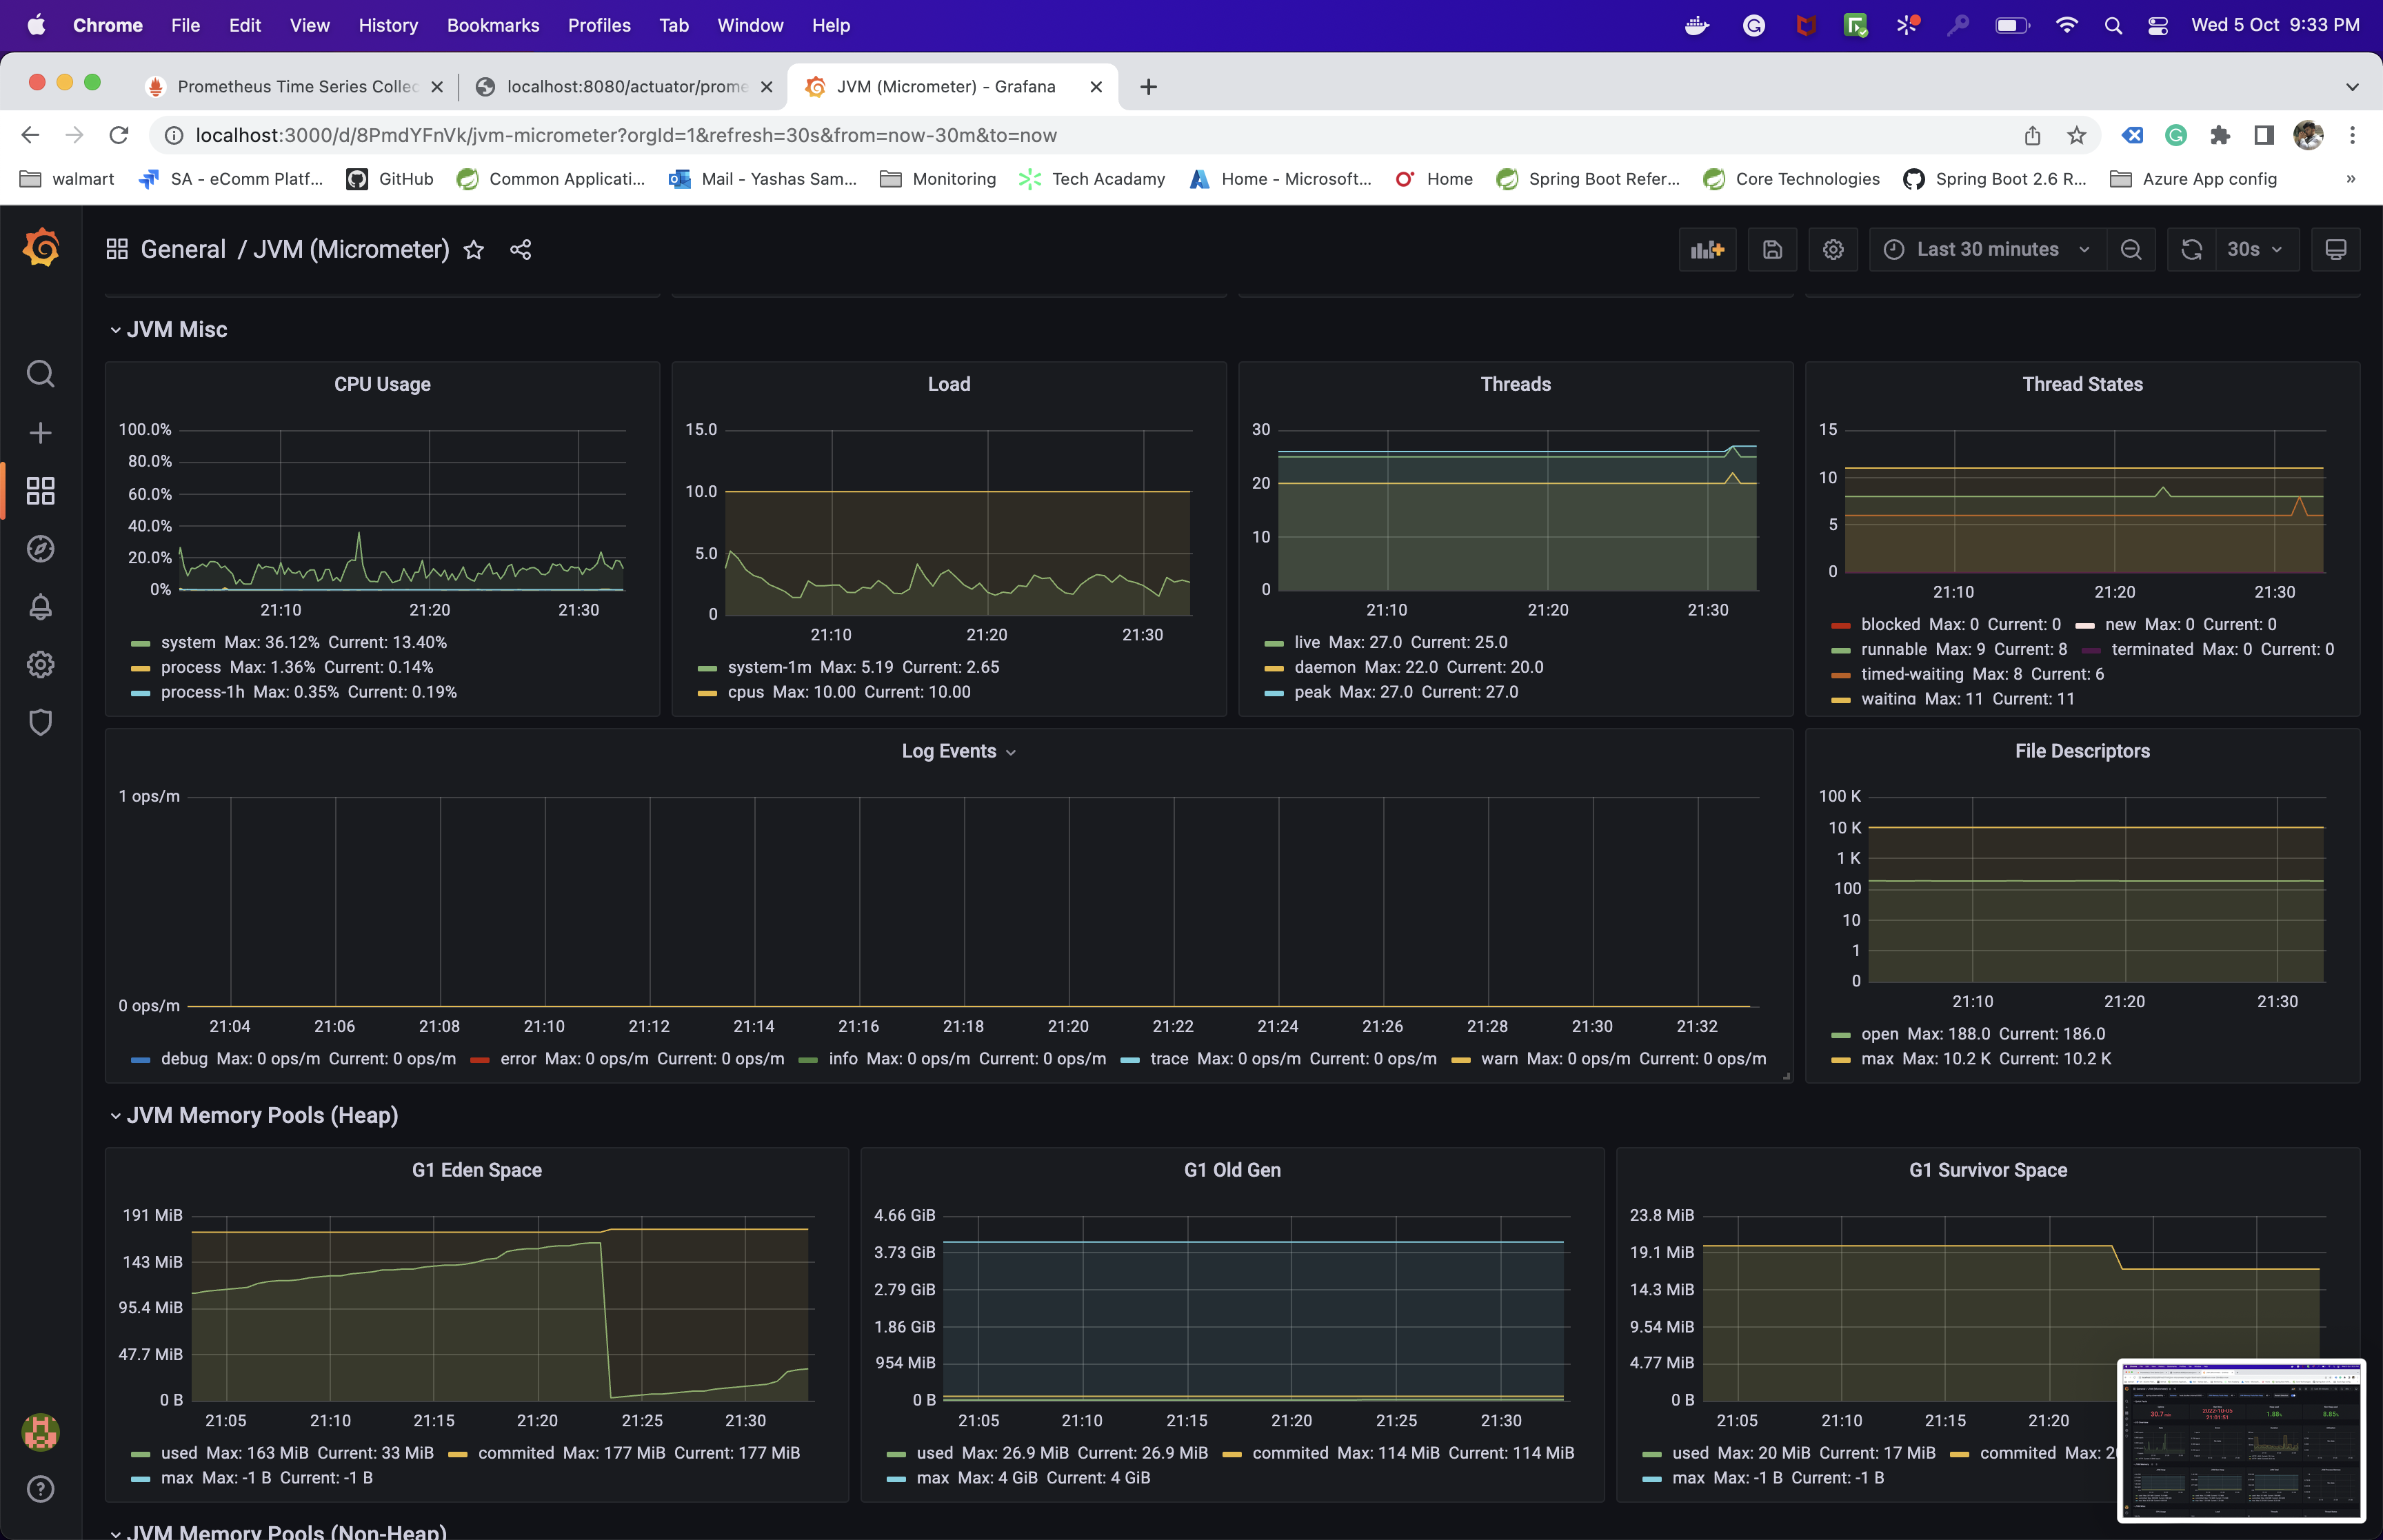 Chrome File Edit View History Bookmarks Profiles Tab Window Help Wed 5 Oct 9:33 PM
Prometheus Time Series Collec localhost:8080/actuator/prome JVM (Micrometer) - Grafana
localhost:3000/d/8PmdYFnVk/jvm-micrometer?orgId=1&refresh=30s&from=now-30m&to=now
walmart SA - eComm Platf... GitHub Common Applicati... Mail - Yashas Sam... Monitoring Tech Acadamy Home - Microsoft... Home Spring Boot Refer... Core Technologies Spring Boot 2.6 R... Azure App config »
General / JVM (Micrometer) Last 30 minutes 30s
JVM Misc
CPU Usage
100.0%
80.0%
60.0%
40.0%
20.0%
0%
21:10 21:20 21:30
system Max: 36.12% Current: 13.40%
process Max: 1.36% Current: 0.14%
process-1h Max: 0.35% Current: 0.19%
Load
15.0
10.0
5.0
0
21:10 21:20 21:30
system-1m Max: 5.19 Current: 2.65
cpus Max: 10.00 Current: 10.00
Threads
30
20
10
0
21:10 21:20 21:30
live Max: 27.0 Current: 25.0
daemon Max: 22.0 Current: 20.0
peak Max: 27.0 Current: 27.0
Thread States
15
10
5
0
21:10 21:20 21:30
blocked Max: 0 Current: 0 new Max: 0 Current: 0
runnable Max: 9 Current: 8 terminated Max: 0 Current: 0
timed-waiting Max: 8 Current: 6
waiting Max: 11 Current: 11
Log Events
1 ops/m
0 ops/m
21:04 21:06 21:08 21:10 21:12 21:14 21:16 21:18 21:20 21:22 21:24 21:26 21:28 21:30 21:32
debug Max: 0 ops/m Current: 0 ops/m error Max: 0 ops/m Current: 0 ops/m info Max: 0 ops/m Current: 0 ops/m trace Max: 0 ops/m Current: 0 ops/m warn Max: 0 ops/m Current: 0 ops/m
File Descriptors
100 K
10 K
1 K
100
10
1
0
21:10 21:20 21:30
open Max: 188.0 Current: 186.0
max Max: 10.2 K Current: 10.2 K
JVM Memory Pools (Heap)
G1 Eden Space
191 MiB
143 MiB
95.4 MiB
47.7 MiB
0 B
21:05 21:10 21:15 21:20 21:25 21:30
used Max: 163 MiB Current: 33 MiB commited Max: 177 MiB Current: 177 MiB
max Max: -1 B Current: -1 B
G1 Old Gen
4.66 GiB
3.73 GiB
2.79 GiB
1.86 GiB
954 MiB
0 B
21:05 21:10 21:15 21:20 21:25 21:30
used Max: 26.9 MiB Current: 26.9 MiB commited Max: 114 MiB Current: 114 MiB
max Max: 4 GiB Current: 4 GiB
G1 Survivor Space
23.8 MiB
19.1 MiB
14.3 MiB
9.54 MiB
4.77 MiB
0 B
21:05 21:10 21:15 21:20
used Max: 20 MiB Current: 17 MiB commited Max:
max Max: -1 B Current: -1 B
JVM Memory Pools (Non-Heap)